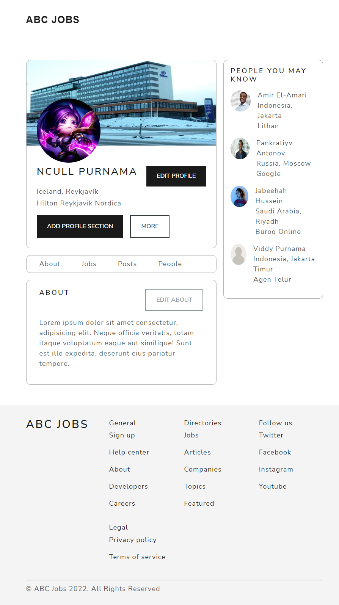 ABC JOBS
NCULL PURNAMA
EDIT PROFILE
Iceland, Reykjavik
Hilton Reykjavik Nordica
ADD PROFILE SECTION
MORE
About Jobs Posts People
ABOUT
EDIT ABOUT
Lorem ipsum dolor sit amet consectetur,
adipisicing elit. Neque officia veritatis, totam
itaque voluptatum eaque aut similique! Sunt
est illo expedita, deserunt eius pariatur
tempore.
PEOPLE YOU MAY
KNOW
Amir El-Amari
Indonesia,
Jakarta
Lithan
Pankratiyv
Antonov
Russia, Moscow
Google
Jabeehah
Hussein
Saudi Arabia,
Riyadh
Buroq Online
Viddy Purnama
Indonesia, Jakarta
Timur
Agen Telur
ABC JOBS
General
Sign up
Help center
About
Developers
Careers
Directories
Jobs
Articles
Companies
Topics
Featured
Follow us
Twitter
Facebook
Instagram
Youtube
Legal
Privacy policy
Terms of service
© ABC Jobs 2022. All Rights Reserved